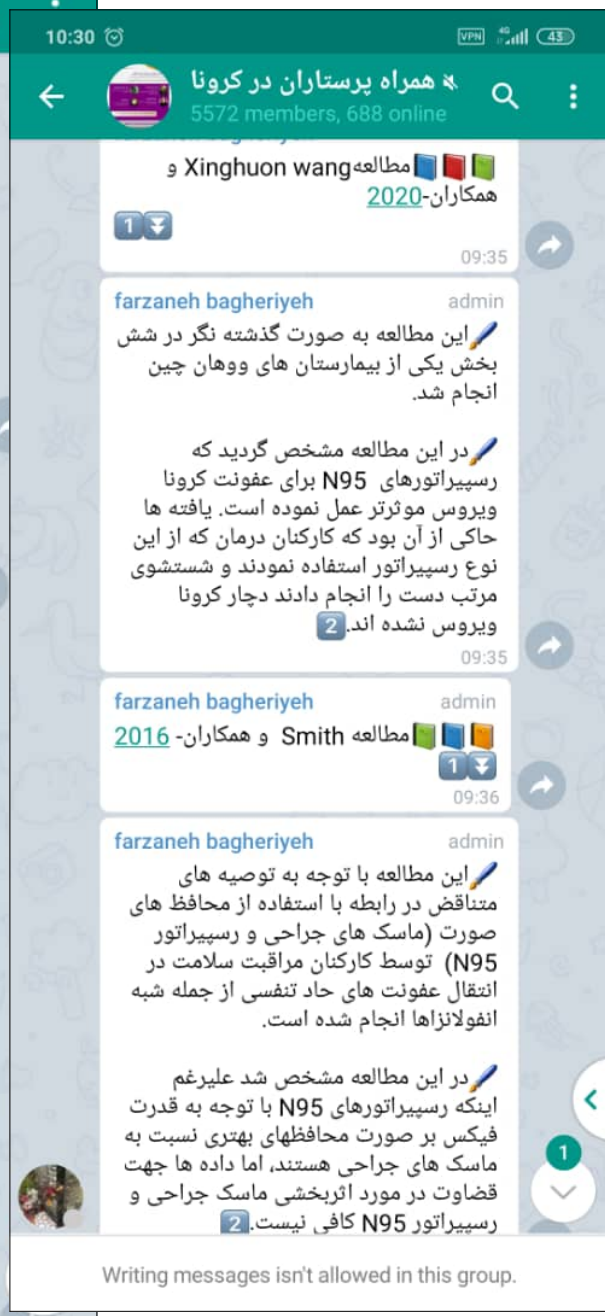 10:30
VPN 4G 43
همراه پرستاران در کرونا
5572 members, 688 online
مطالعه Xinghuon wang و
همکاران-2020
1
09:35
farzaneh bagheriyeh admin
این مطالعه به صورت گذشته نگر در شش
بخش یکی از بیمارستان های ووهان چین
انجام شد.
در این مطالعه مشخص گردید که
رسپیراتورهای N95 برای عفونت کرونا
ویروس موثرتر عمل نموده است. یافته ها
حاکی از آن بود که کارکنان درمان که از این
نوع رسپیراتور استفاده نمودند و شستشوی
مرتب دست را انجام دادند دچار کرونا
ویروس نشده اند.2
09:35
farzaneh bagheriyeh admin
مطالعه Smith و همکاران- 2016
1
09:36
farzaneh bagheriyeh admin
این مطالعه با توجه به توصیه های
متناقض در رابطه با استفاده از محافظ های
صورت (ماسک های جراحی و رسپیراتور
N95) توسط کارکنان مراقبت سلامت در
انتقال عفونت های حاد تنفسی از جمله شبه
انفولانزاها انجام شده است.
در این مطالعه مشخص شد علیرغم
اینکه رسپیراتورهای N95 با توجه به قدرت
فیکس بر صورت محافظهای بهتری نسبت به
ماسک های جراحی هستند، اما داده ها جهت
قضاوت در مورد اثربخشی ماسک جراحی و
رسپیراتور N95 کافی نیست.2
1
Writing messages isn't allowed in this group.